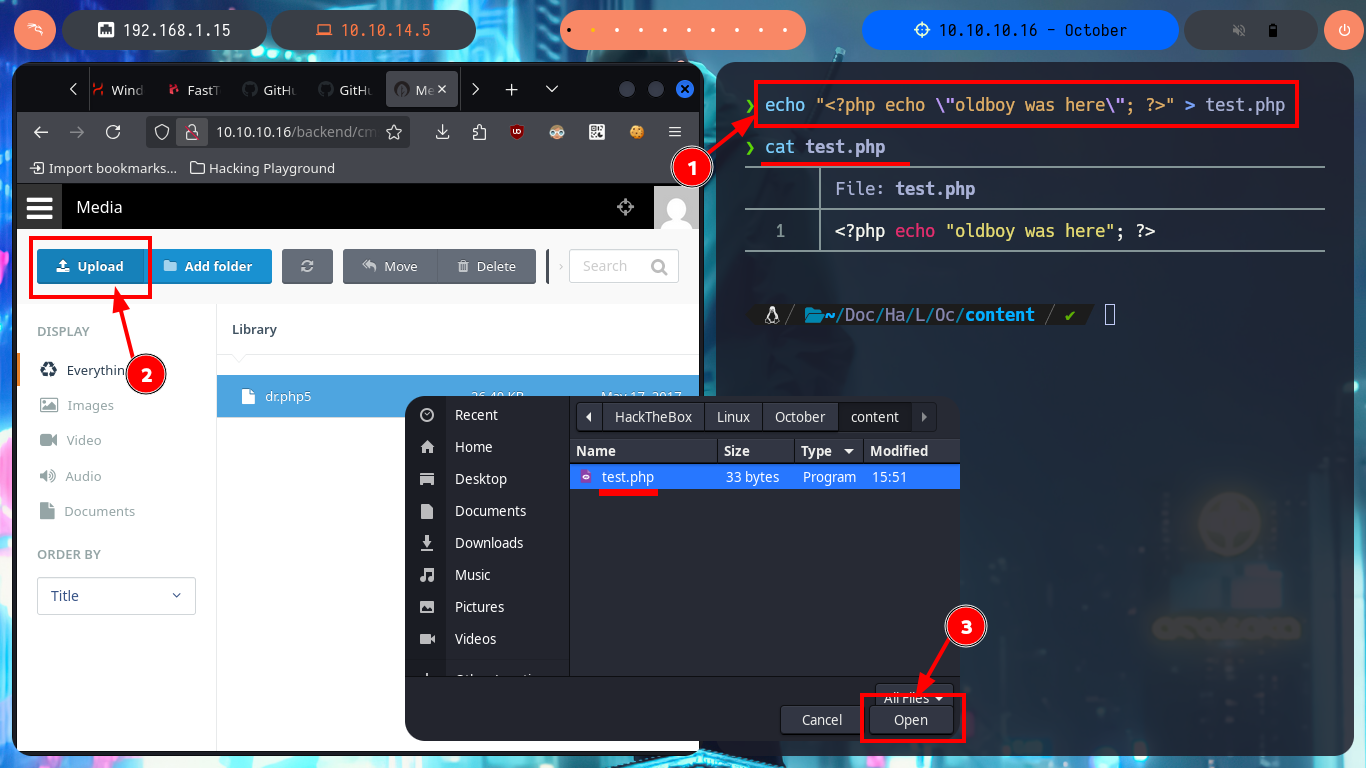 192.168.1.15
10.10.14.5
10.10.10.16 - October
Wind
FastT
GitHu
GitHu
Me
10.10.10.16/backend/cm
Import bookmarks...
Hacking Playground
Media
Upload
Add folder
Move
Delete
Search
DISPLAY
Everythin
Images
Video
Audio
Documents
ORDER BY
Title
Library
dr.php5
May 17, 2017
1
2
3
❯ echo "<?php echo \"oldboy was here\"; ?>" > test.php
❯ cat test.php
File: test.php
1 <?php echo "oldboy was here"; ?>
~/Doc/Ha/L/Oc/content / ✔
Recent
Home
Desktop
Documents
Downloads
Music
Pictures
Videos
HackTheBox
Linux
October
content
Name Size Type Modified
test.php 33 bytes Program 15:51
All Files
Cancel
Open